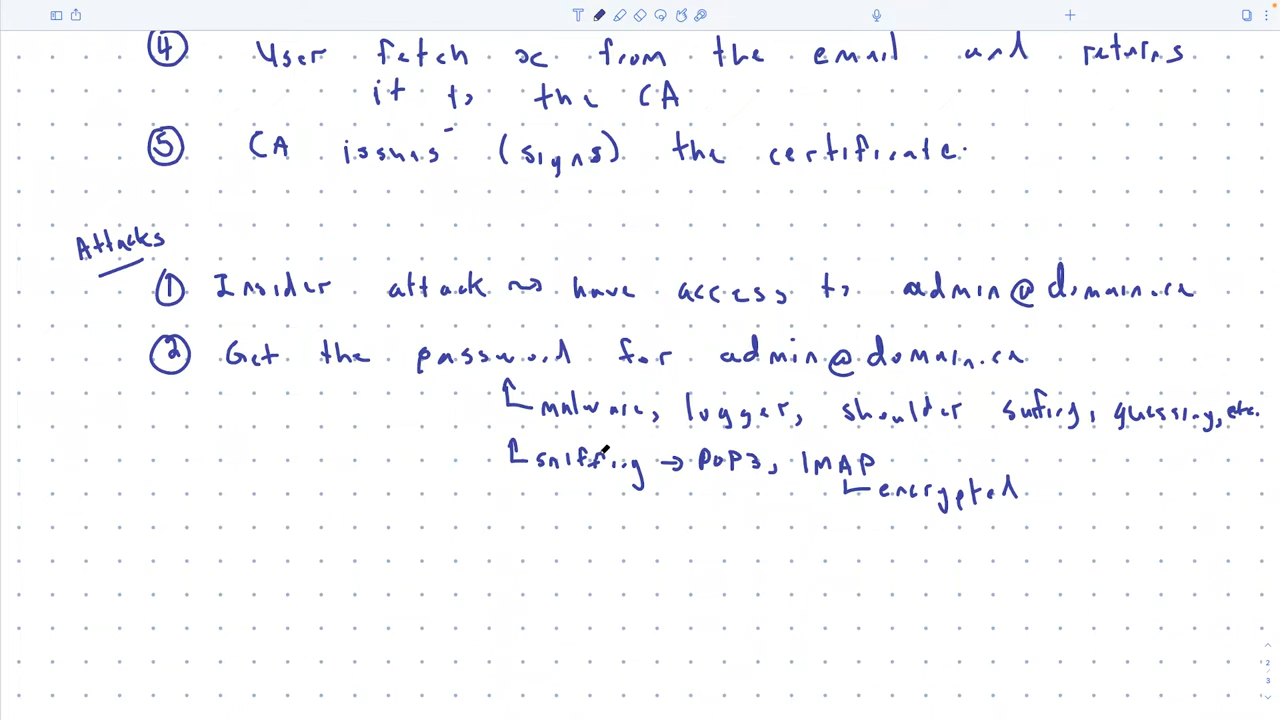 ④ User fetch x from the email and returns
it to the CA
⑤ CA issues (signs) the certificate.
Attacks
① Insider attack ⇝ have access to admin@domain.ca
② Get the password for admin@domain.ca
malware, logger, shoulder surfing, guessing, etc.
sniffing → POP3, IMAP
encrypted
2
3